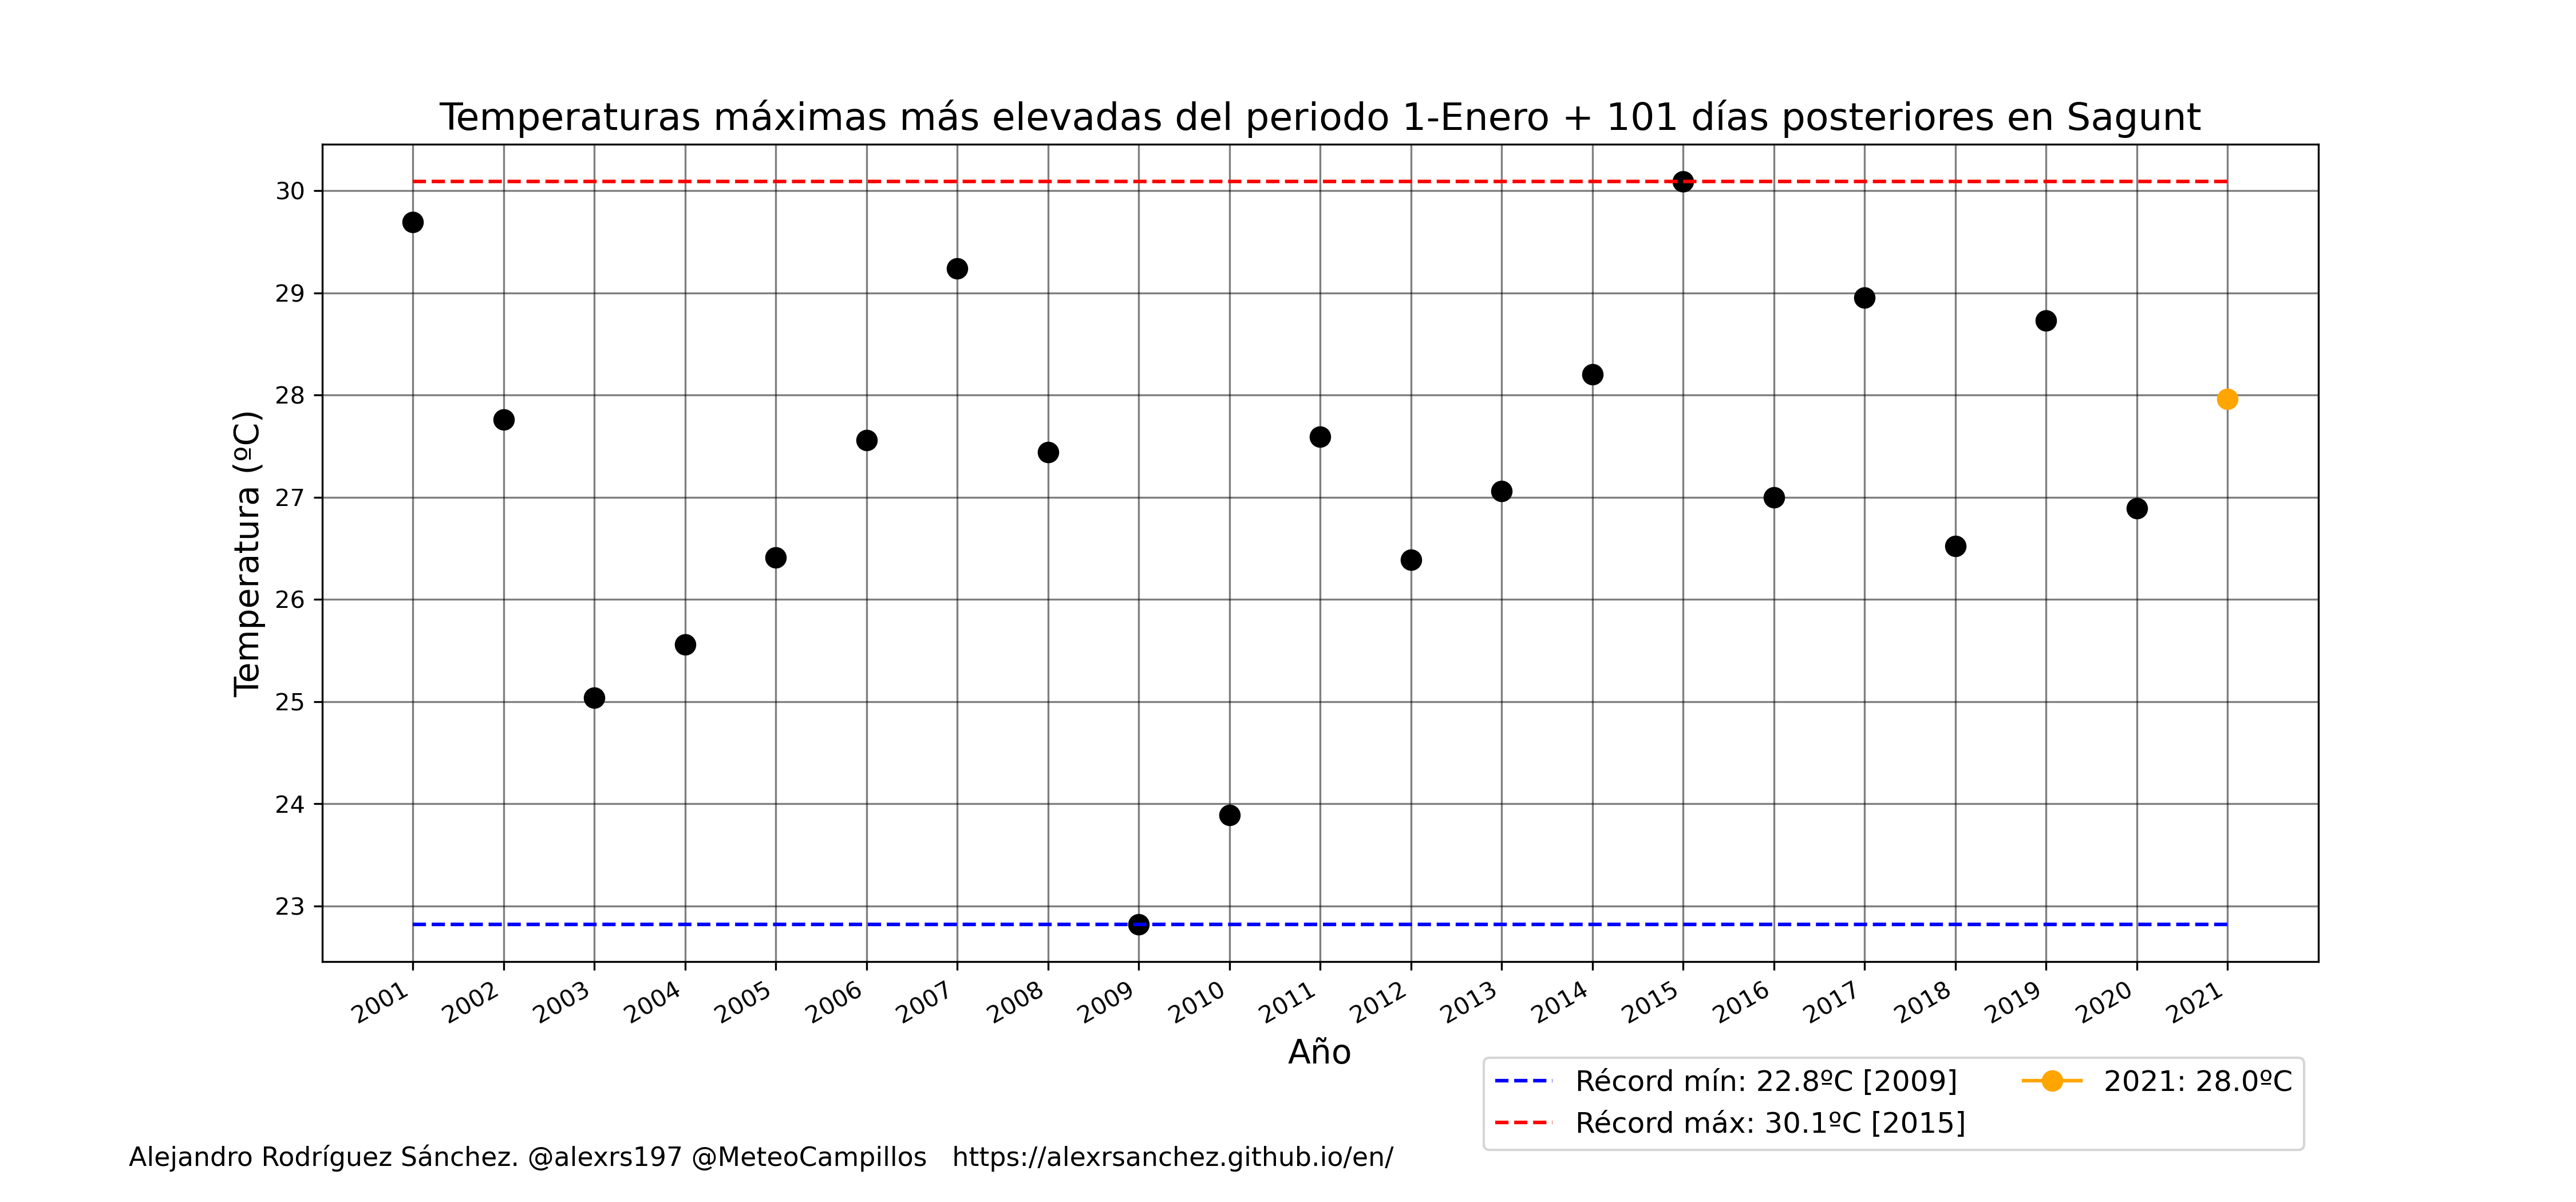 Temperaturas máximas más elevadas del periodo 1-Enero + 101 días posteriores en Sagunt
Temperatura (ºC)
30
29
28
27
26
25
24
23
2001 2002 2003 2004 2005 2006 2007 2008 2009 2010 2011 2012 2013 2014 2015 2016 2017 2018 2019 2020 2021
Año
Récord mín: 22.8ºC [2009]
Récord máx: 30.1ºC [2015]
2021: 28.0ºC
Alejandro Rodríguez Sánchez. @alexrs197 @MeteoCampillos https://alexrsanchez.github.io/en/